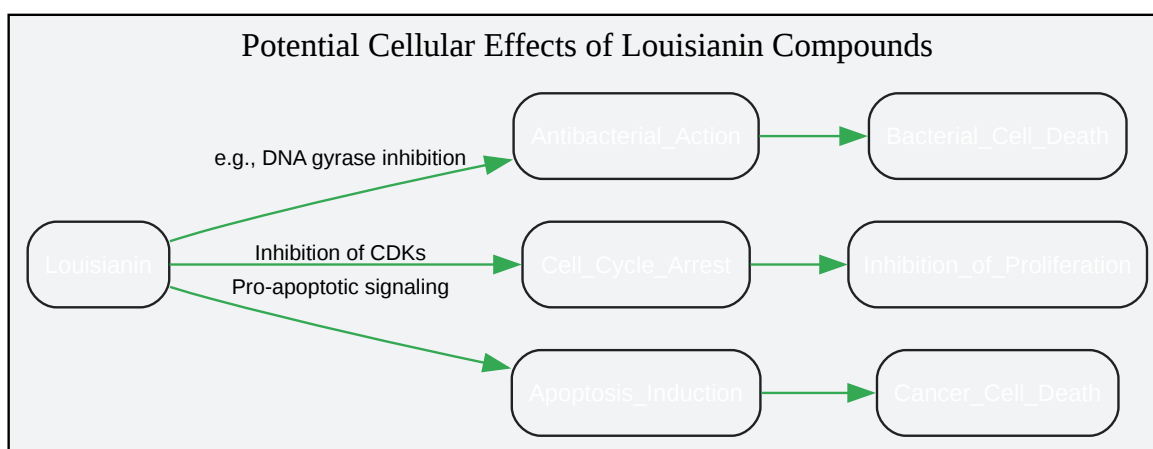 Potential Cellular Effects of Louisianin Compounds
Antibacterial_Action
Bacterial_Cell_Death
e.g., DNA gyrase inhibition
Louisianin
Inhibition of CDKs
Cell_Cycle_Arrest
Inhibition_of_Proliferation
Pro-apoptotic signaling
Apoptosis_Induction
Cancer_Cell_Death